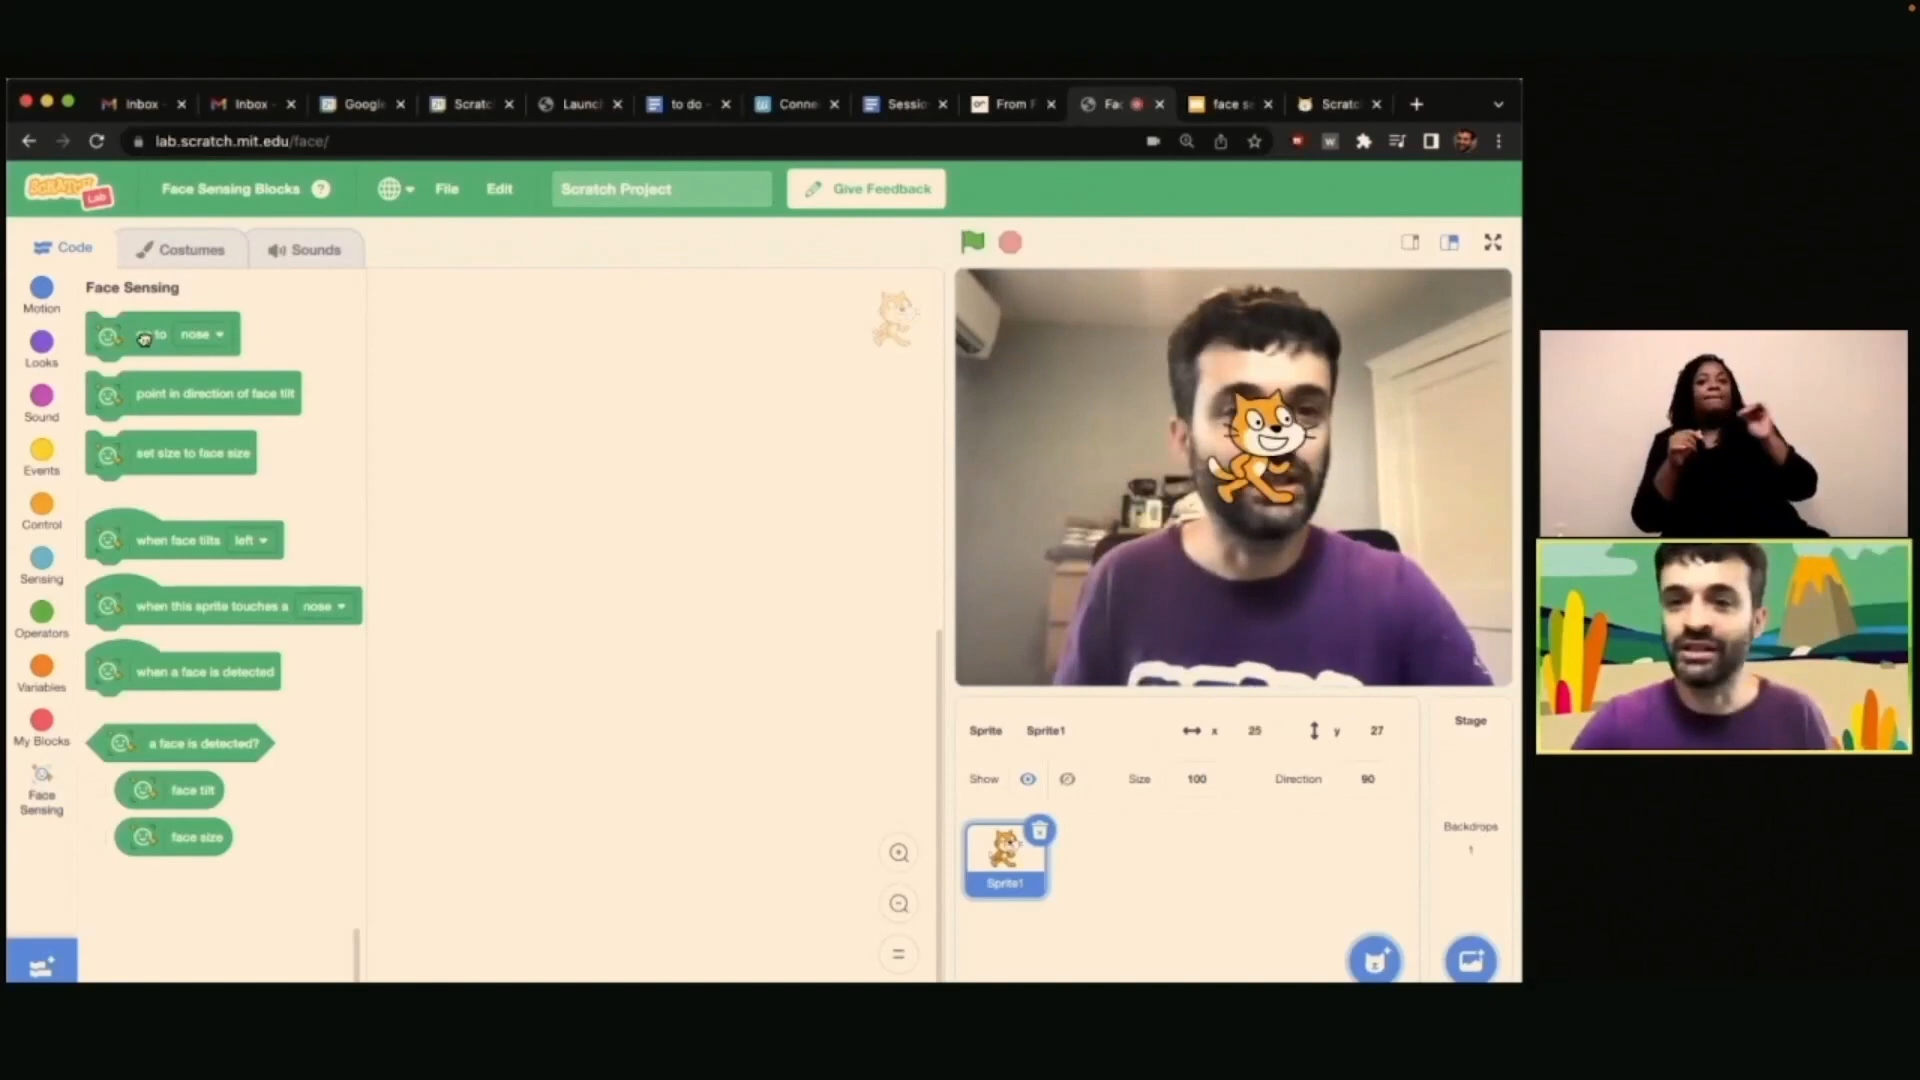 Inbox
Inbox
Google
Scratc
Launc
to do
Conne
Sessio
From F
Fac
face s
Scratc
lab.scratch.mit.edu/face/
SCRATCH
Lab
Face Sensing Blocks ?
File
Edit
Scratch Project
Give Feedback
Code
Costumes
Sounds
Motion
Looks
Sound
Events
Control
Sensing
Operators
Variables
My Blocks
Face
Sensing
Face Sensing
to nose
point in direction of face tilt
set size to face size
when face tilts left
when this sprite touches a nose
when a face is detected
a face is detected?
face tilt
face size
Sprite Sprite1 x 25 y 27
Show Size 100 Direction 90
Sprite1
Stage
Backdrops
1